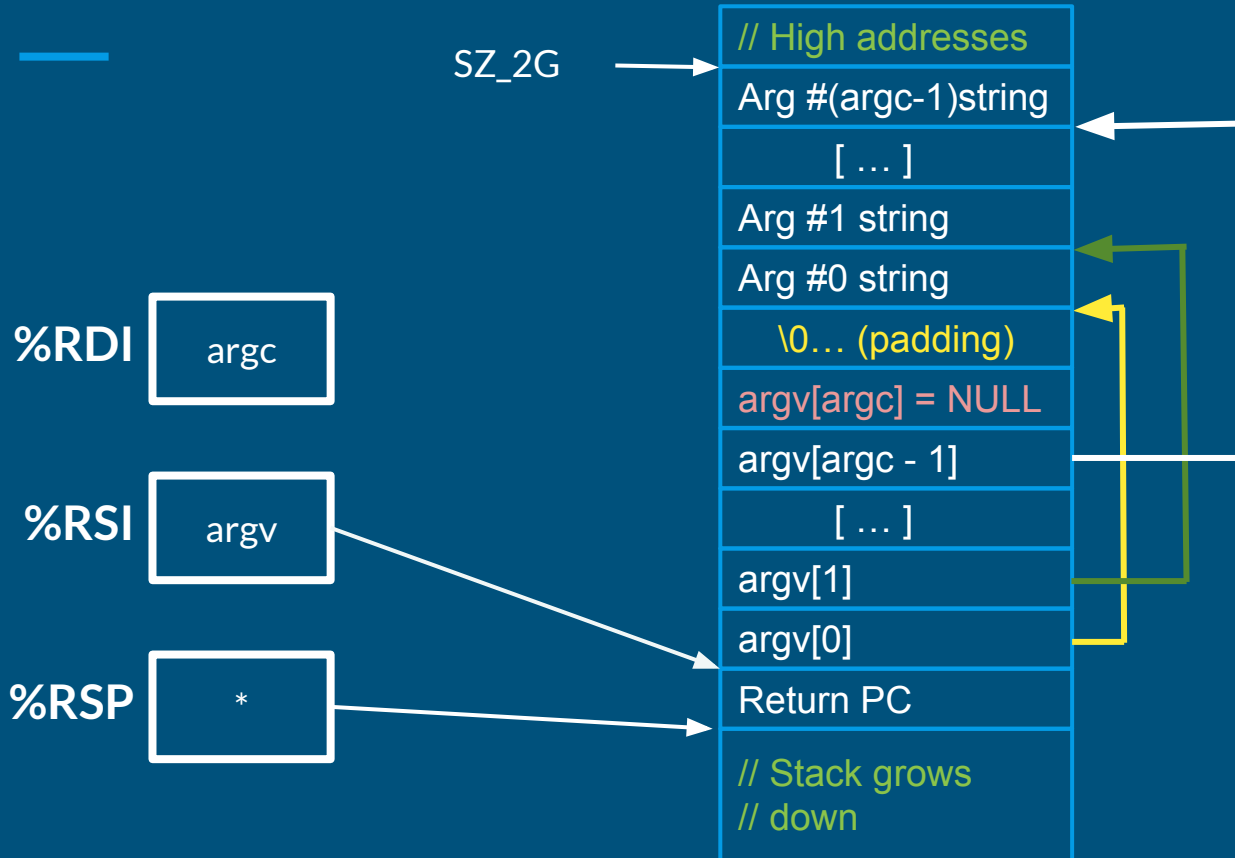 SZ_2G
// High addresses
Arg #(argc-1)string
[ … ]
Arg #1 string
Arg #0 string
\0… (padding)
argv[argc] = NULL
argv[argc - 1]
[ … ]
argv[1]
argv[0]
Return PC
// Stack grows
// down
%RDI
argc
%RSI
argv
%RSP
*